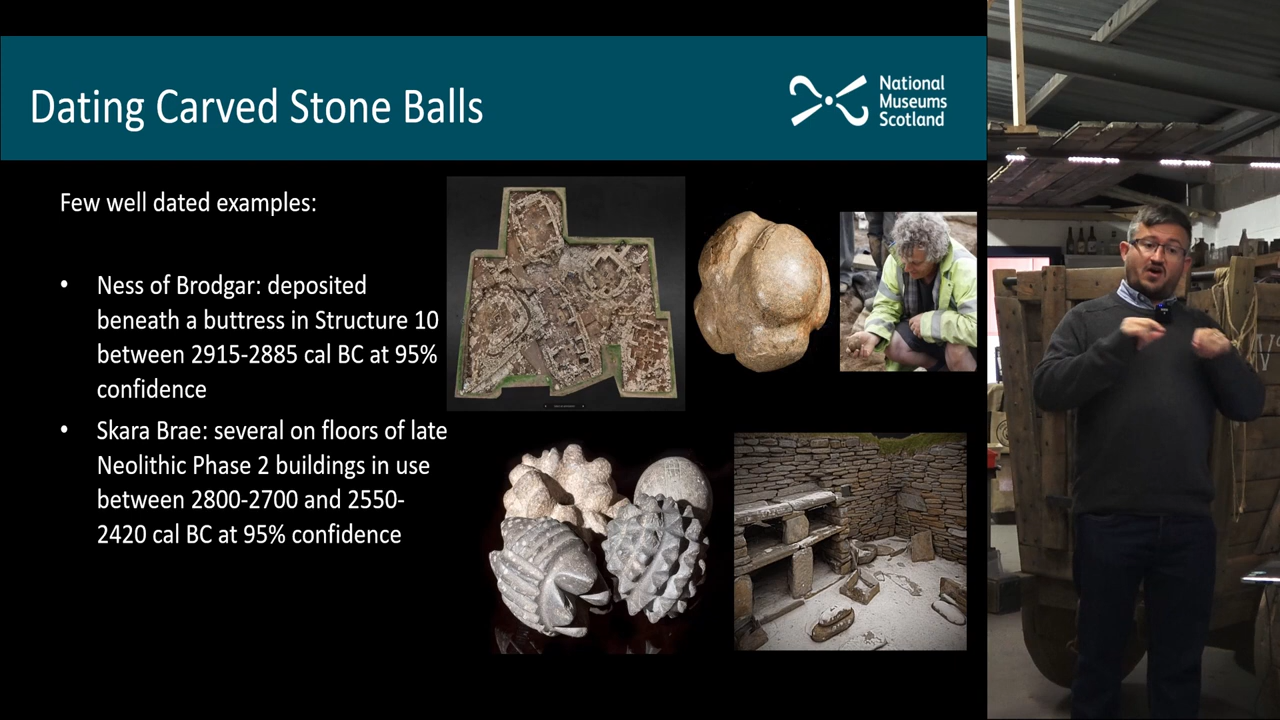 Dating Carved Stone Balls
National
Museums
Scotland
Few well dated examples:
• Ness of Brodgar: deposited
beneath a buttress in Structure 10
between 2915-2885 cal BC at 95%
confidence
• Skara Brae: several on floors of late
Neolithic Phase 2 buildings in use
between 2800-2700 and 2550-
2420 cal BC at 95% confidence